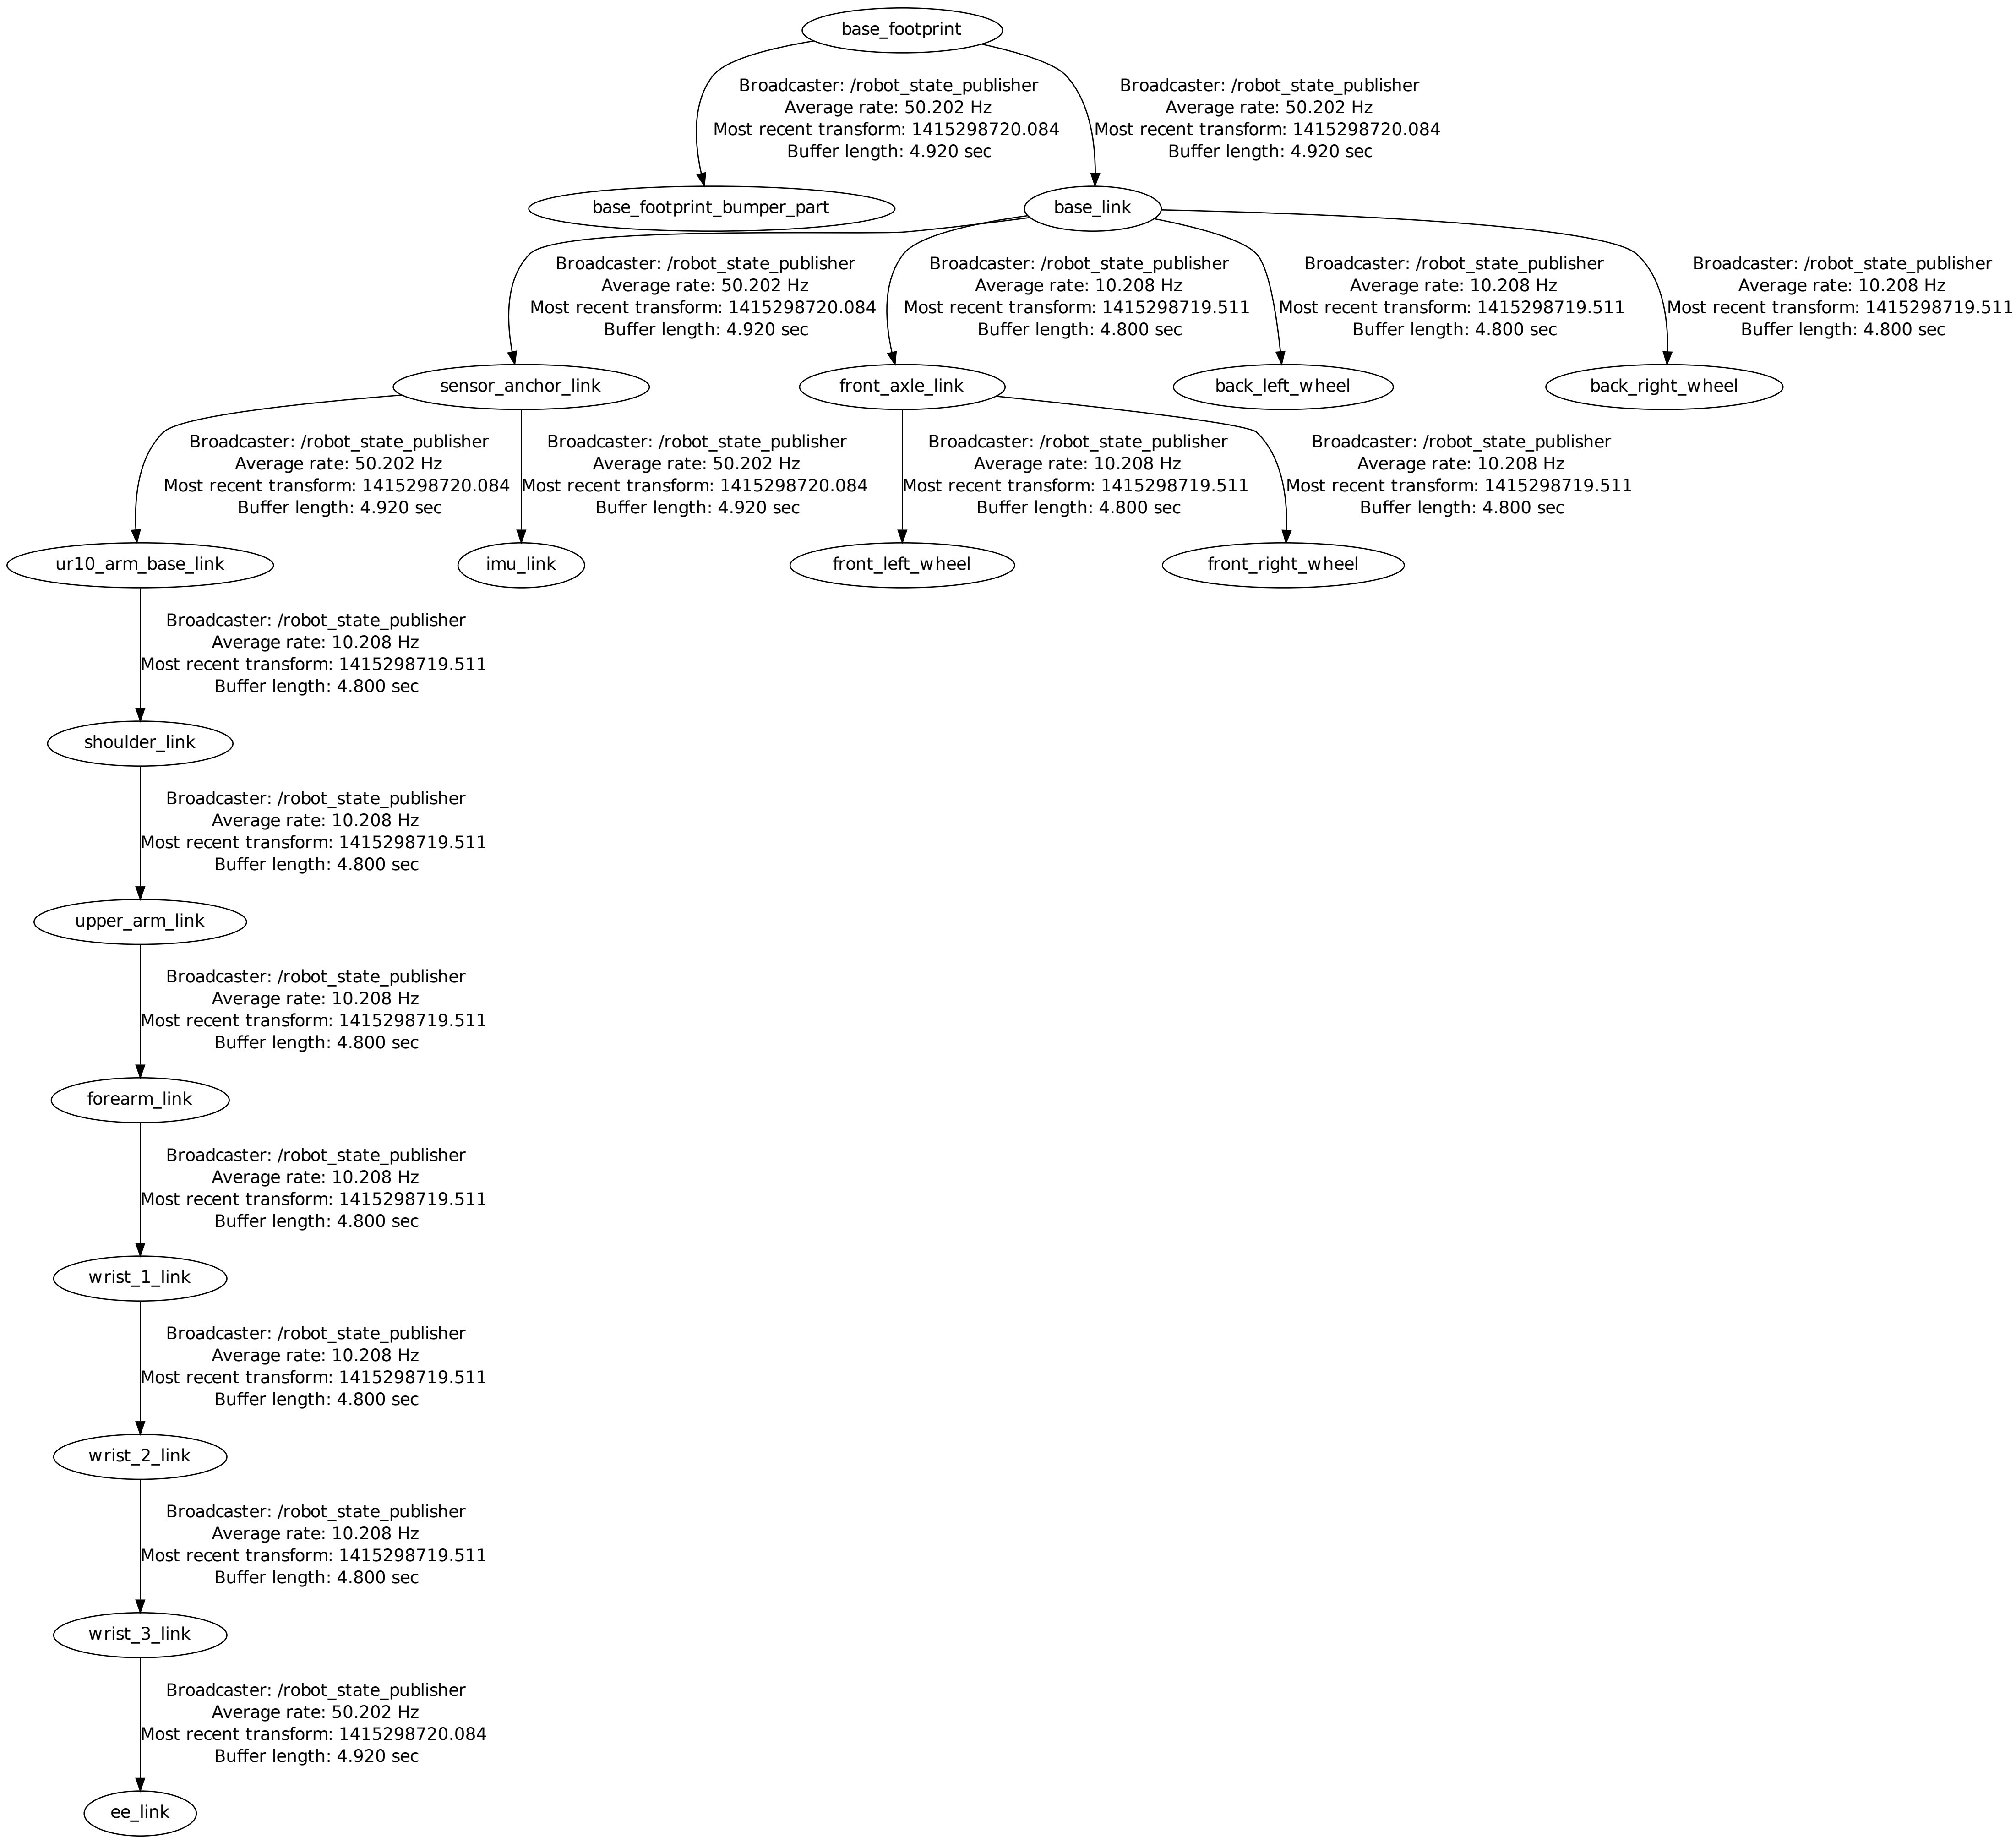 base_footprint
Broadcaster: /robot_state_publisher
Average rate: 50.202 Hz
Most recent transform: 1415298720.084
Buffer length: 4.920 sec
Broadcaster: /robot_state_publisher
Average rate: 50.202 Hz
Most recent transform: 1415298720.084
Buffer length: 4.920 sec
base_footprint_bumper_part
base_link
Broadcaster: /robot_state_publisher
Average rate: 50.202 Hz
Most recent transform: 1415298720.084
Buffer length: 4.920 sec
Broadcaster: /robot_state_publisher
Average rate: 10.208 Hz
Most recent transform: 1415298719.511
Buffer length: 4.800 sec
Broadcaster: /robot_state_publisher
Average rate: 10.208 Hz
Most recent transform: 1415298719.511
Buffer length: 4.800 sec
Broadcaster: /robot_state_publisher
Average rate: 10.208 Hz
Most recent transform: 1415298719.511
Buffer length: 4.800 sec
sensor_anchor_link
front_axle_link
back_left_wheel
back_right_wheel
Broadcaster: /robot_state_publisher
Average rate: 50.202 Hz
Most recent transform: 1415298720.084
Buffer length: 4.920 sec
Broadcaster: /robot_state_publisher
Average rate: 50.202 Hz
Most recent transform: 1415298720.084
Buffer length: 4.920 sec
Broadcaster: /robot_state_publisher
Average rate: 10.208 Hz
Most recent transform: 1415298719.511
Buffer length: 4.800 sec
Broadcaster: /robot_state_publisher
Average rate: 10.208 Hz
Most recent transform: 1415298719.511
Buffer length: 4.800 sec
ur10_arm_base_link
imu_link
front_left_wheel
front_right_wheel
Broadcaster: /robot_state_publisher
Average rate: 10.208 Hz
Most recent transform: 1415298719.511
Buffer length: 4.800 sec
shoulder_link
Broadcaster: /robot_state_publisher
Average rate: 10.208 Hz
Most recent transform: 1415298719.511
Buffer length: 4.800 sec
upper_arm_link
Broadcaster: /robot_state_publisher
Average rate: 10.208 Hz
Most recent transform: 1415298719.511
Buffer length: 4.800 sec
forearm_link
Broadcaster: /robot_state_publisher
Average rate: 10.208 Hz
Most recent transform: 1415298719.511
Buffer length: 4.800 sec
wrist_1_link
Broadcaster: /robot_state_publisher
Average rate: 10.208 Hz
Most recent transform: 1415298719.511
Buffer length: 4.800 sec
wrist_2_link
Broadcaster: /robot_state_publisher
Average rate: 10.208 Hz
Most recent transform: 1415298719.511
Buffer length: 4.800 sec
wrist_3_link
Broadcaster: /robot_state_publisher
Average rate: 50.202 Hz
Most recent transform: 1415298720.084
Buffer length: 4.920 sec
ee_link